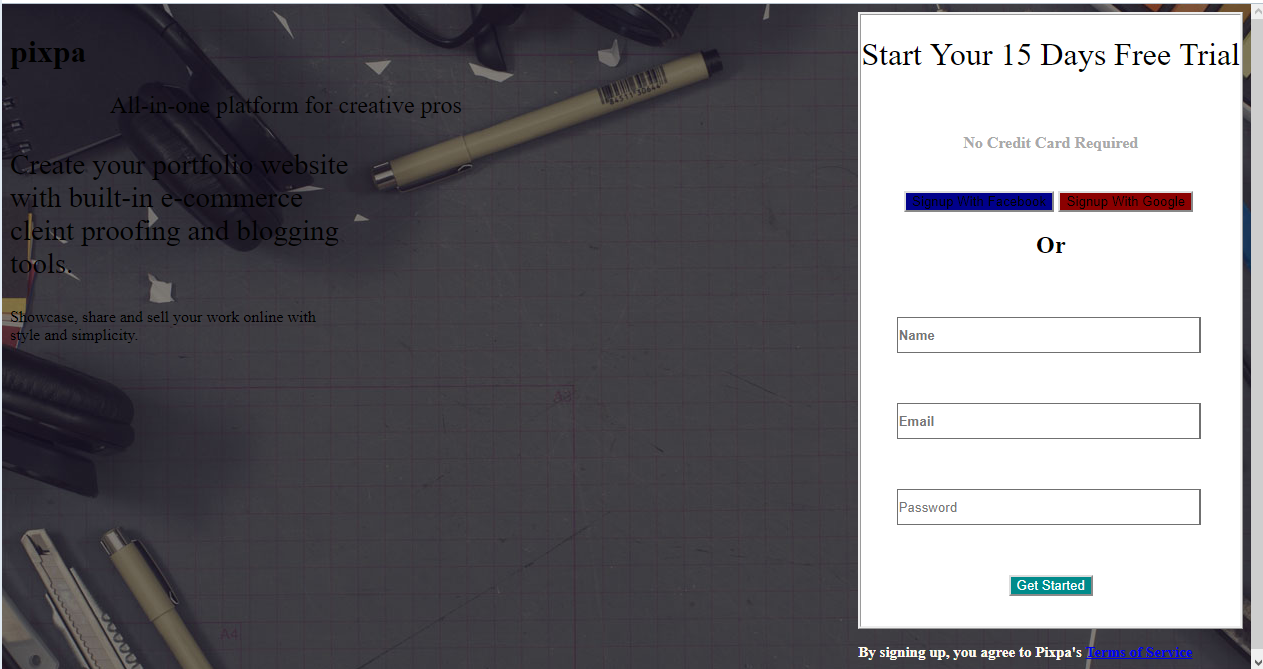 pixpa
All-in-one platform for creative pros
Create your portfolio website
with built-in e-commerce
cleint proofing and blogging
tools.
Showcase, share and sell your work online with
style and simplicity.
Start Your 15 Days Free Trial
No Credit Card Required
Signup With Facebook Signup With Google
Or
Name
Email
Password
Get Started
By signing up, you agree to Pixpa's Terms of Service
A4